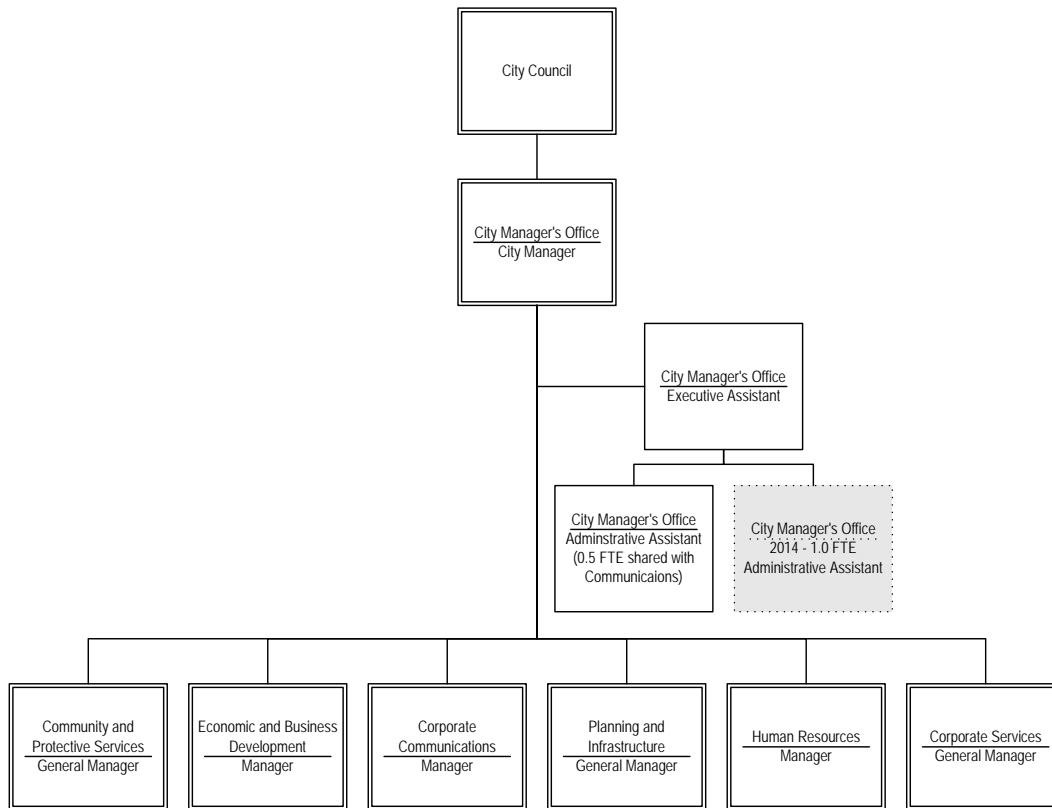 City Council
City Manager's Office
City Manager
City Manager's Office
Executive Assistant
City Manager's Office
Adminstrative Assistant
(0.5 FTE shared with
Communicaions)
City Manager's Office
2014 - 1.0 FTE
Administrative Assistant
Community and
Protective Services
General Manager
Economic and Business
Development
Manager
Corporate
Communications
Manager
Planning and
Infrastructure
General Manager
Human Resources
Manager
Corporate Services
General Manager